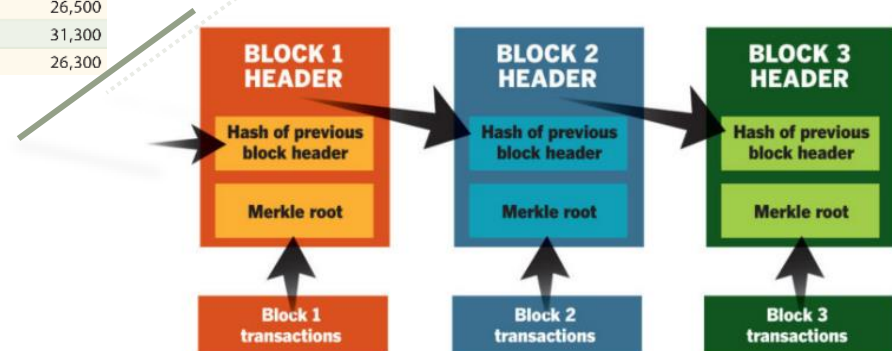 26,500
31,300
26,300
BLOCK 1
HEADER
Hash of previous
block header
Merkle root
Block 1
transactions
BLOCK 2
HEADER
Hash of previous
block header
Merkle root
Block 2
transactions
BLOCK 3
HEADER
Hash of previous
block header
Merkle root
Block 3
transactions